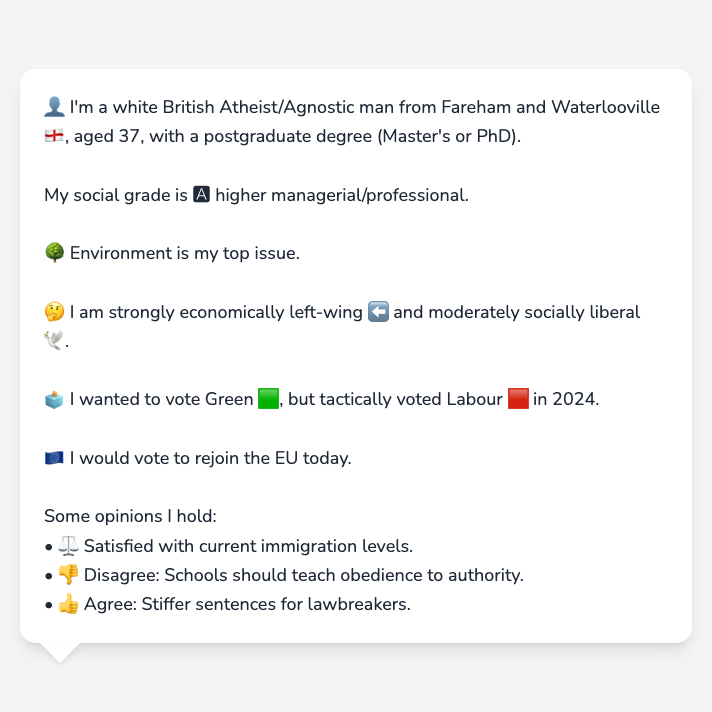 👤 I'm a white British Atheist/Agnostic man from Fareham and Waterlooville
🏴󠁧󠁢󠁥󠁮󠁧󠁿, aged 37, with a postgraduate degree (Master's or PhD).
My social grade is 🅰 higher managerial/professional.
🌳 Environment is my top issue.
🤔 I am strongly economically left-wing ⬅️ and moderately socially liberal
🕊️.
🗳️ I wanted to vote Green 🟩, but tactically voted Labour 🟥 in 2024.
🇪🇺 I would vote to rejoin the EU today.
Some opinions I hold:
• ⚖️ Satisfied with current immigration levels.
• 👎 Disagree: Schools should teach obedience to authority.
• 👍 Agree: Stiffer sentences for lawbreakers.